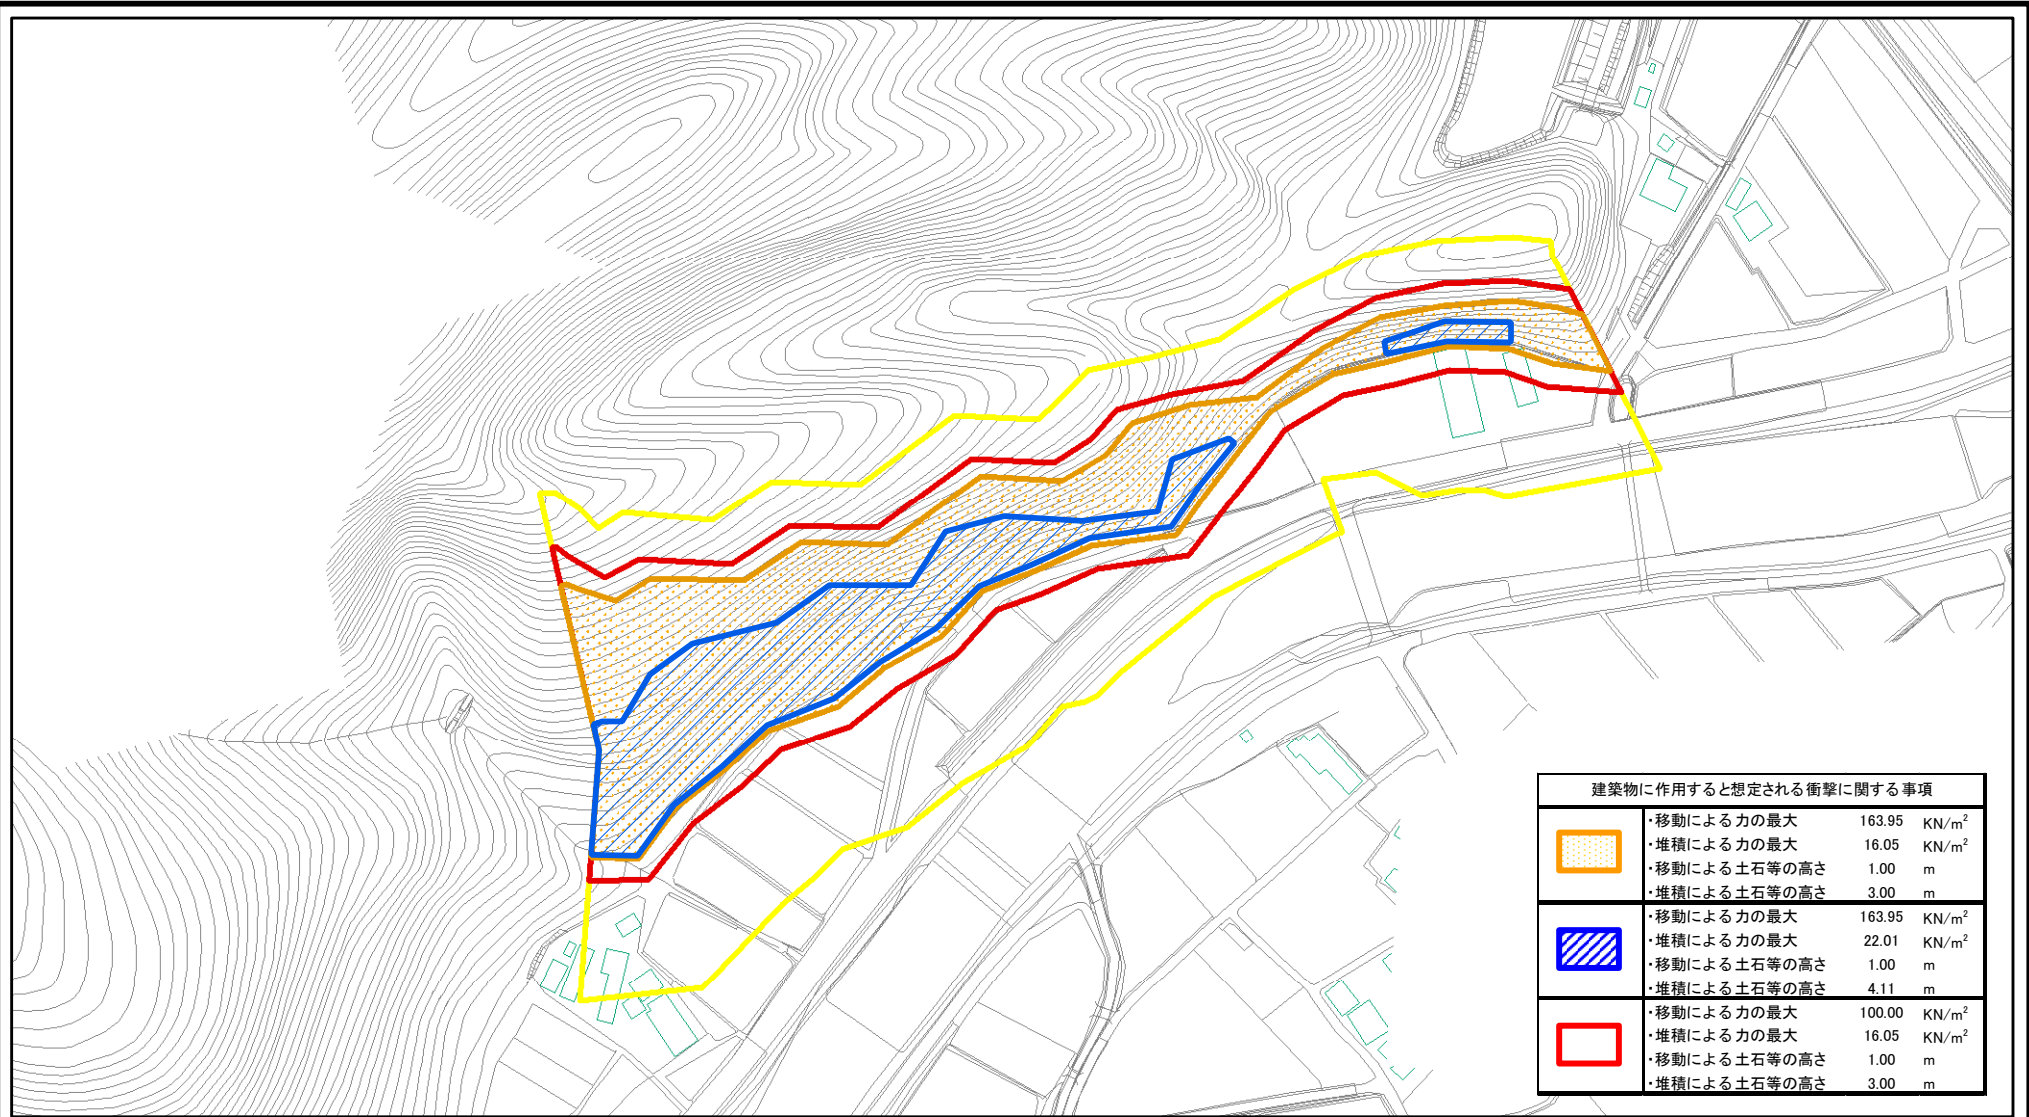 建築物に作用すると想定される衝撃に関する事項
・移動による力の最大 163.95 KN/m²
・堆積による力の最大 16.05 KN/m²
・移動による土石等の高さ 1.00 m
・堆積による土石等の高さ 3.00 m
・移動による力の最大 163.95 KN/m²
・堆積による力の最大 22.01 KN/m²
・移動による土石等の高さ 1.00 m
・堆積による土石等の高さ 4.11 m
・移動による力の最大 100.00 KN/m²
・堆積による力の最大 16.05 KN/m²
・移動による土石等の高さ 1.00 m
・堆積による土石等の高さ 3.00 m